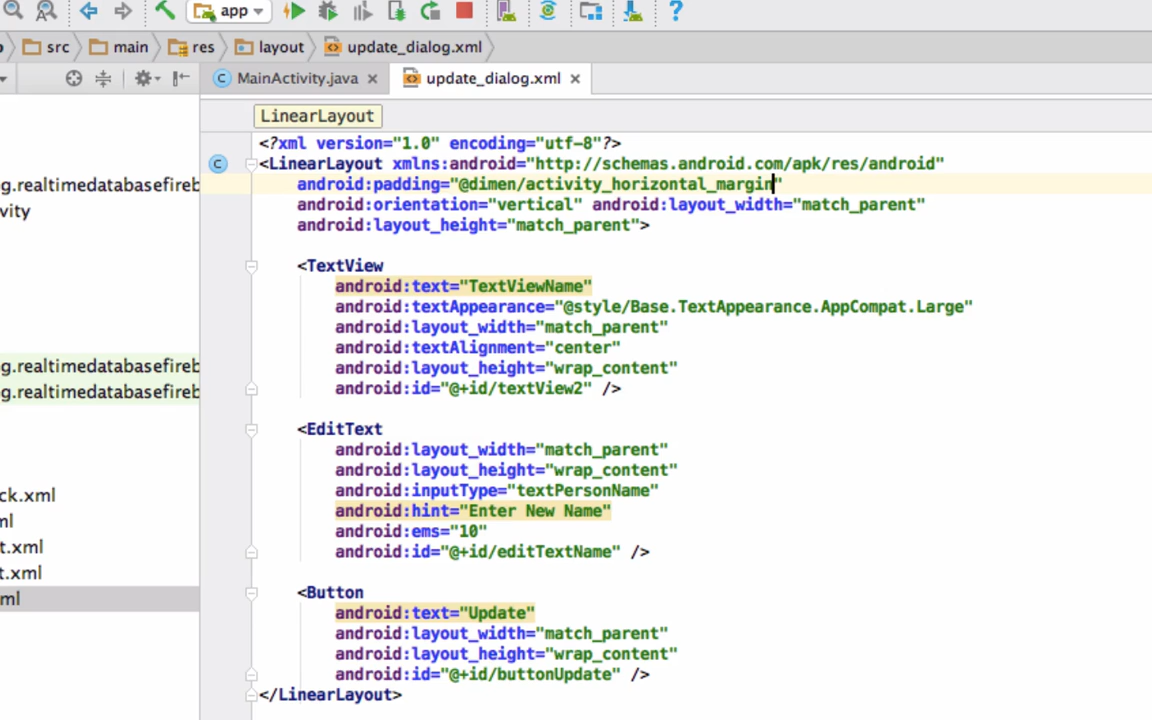 app
src main res layout update_dialog.xml
MainActivity.java update_dialog.xml
LinearLayout
<?xml version="1.0" encoding="utf-8"?>
<LinearLayout xmlns:android="http://schemas.android.com/apk/res/android"
android:padding="@dimen/activity_horizontal_margin"
android:orientation="vertical" android:layout_width="match_parent"
android:layout_height="match_parent">
<TextView
android:text="TextViewName"
android:textAppearance="@style/Base.TextAppearance.AppCompat.Large"
android:layout_width="match_parent"
android:textAlignment="center"
android:layout_height="wrap_content"
android:id="@+id/textView2" />
<EditText
android:layout_width="match_parent"
android:layout_height="wrap_content"
android:inputType="textPersonName"
android:hint="Enter New Name"
android:ems="10"
android:id="@+id/editTextName" />
<Button
android:text="Update"
android:layout_width="match_parent"
android:layout_height="wrap_content"
android:id="@+id/buttonUpdate" />
</LinearLayout>
g.realtimedatabasefireb
vity
g.realtimedatabasefireb
g.realtimedatabasefireb
ck.xml
ml
t.xml
t.xml
ml